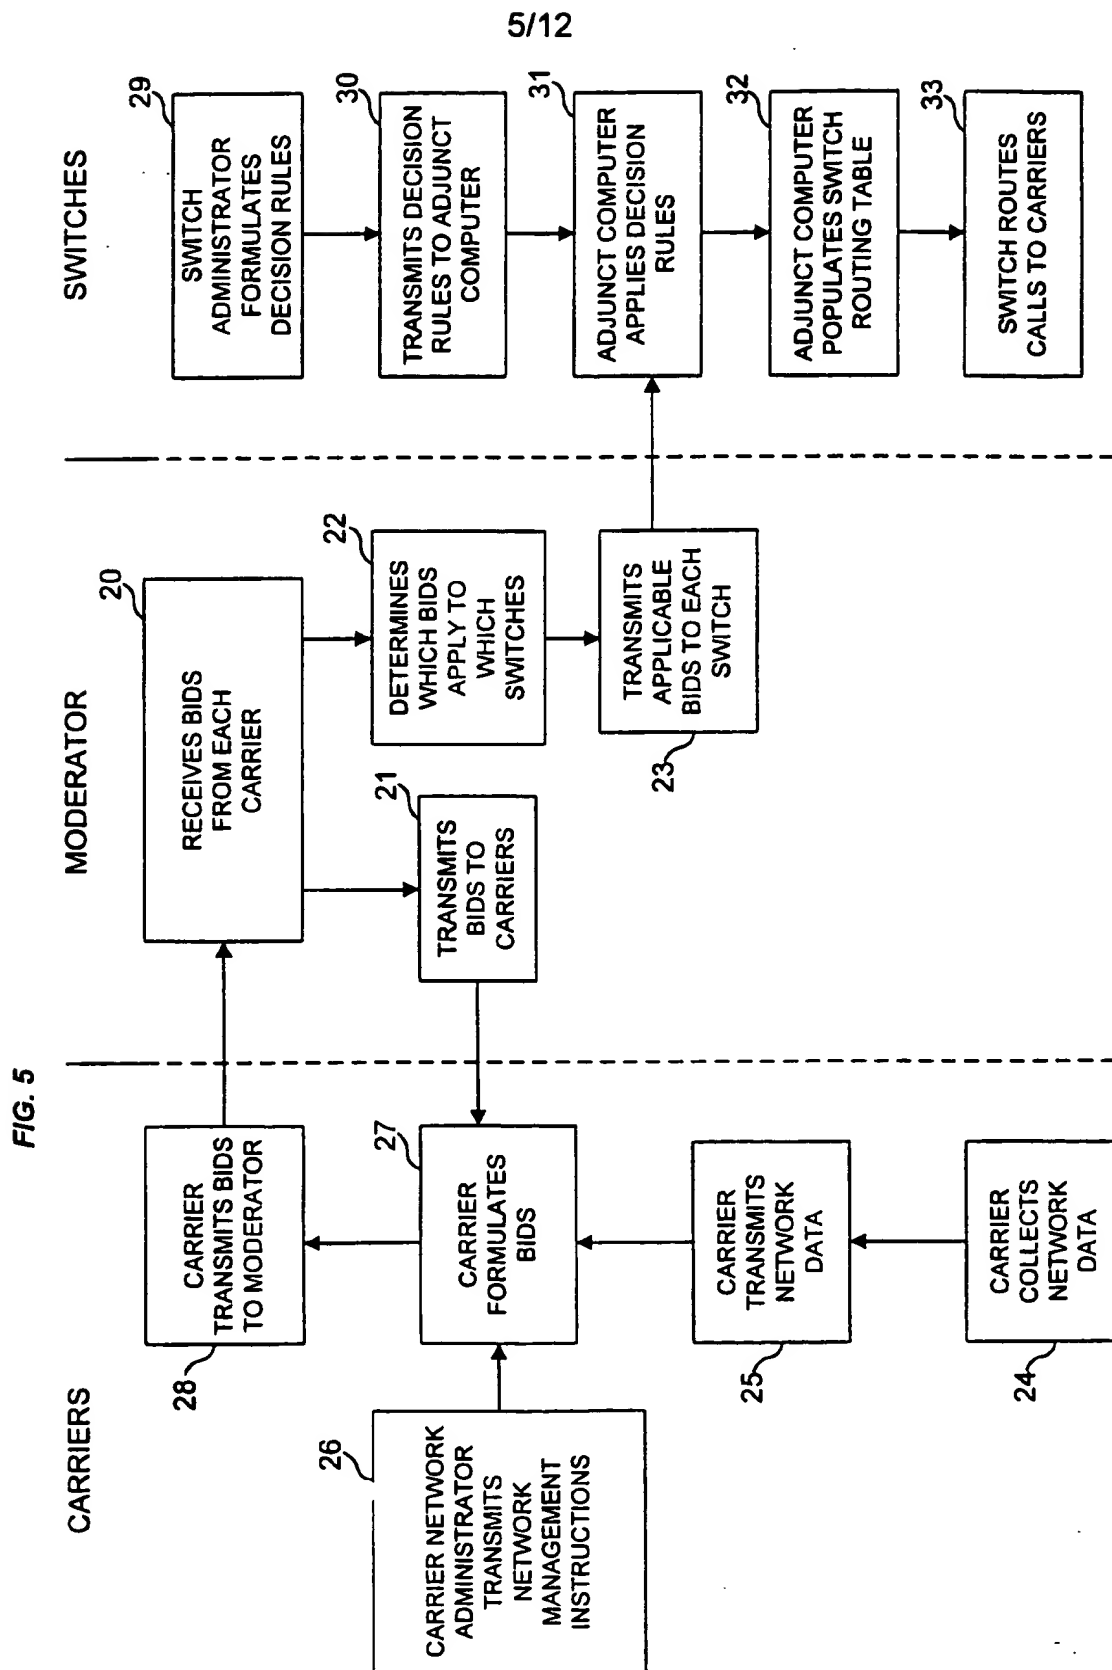 5/12
FIG. 5
CARRIERS
MODERATOR
SWITCHES
28
CARRIER
TRANSMITS BIDS
TO MODERATOR
26
CARRIER NETWORK
ADMINISTRATOR
TRANSMITS
NETWORK
MANAGEMENT
INSTRUCTIONS
27
CARRIER
FORMULATES
BIDS
25
CARRIER
TRANSMITS
NETWORK
DATA
24
CARRIER
COLLECTS
NETWORK
DATA
20
RECEIVES BIDS
FROM EACH
CARRIER
21
TRANSMITS
BIDS TO
CARRIERS
22
DETERMINES
WHICH BIDS
APPLY TO
WHICH
SWITCHES
23
TRANSMITS
APPLICABLE
BIDS TO EACH
SWITCH
29
SWITCH
ADMINISTRATOR
FORMULATES
DECISION RULES
30
TRANSMITS DECISION
RULES TO ADJUNCT
COMPUTER
31
ADJUNCT COMPUTER
APPLIES DECISION
RULES
32
ADJUNCT COMPUTER
POPULATES SWITCH
ROUTING TABLE
33
SWITCH ROUTES
CALLS TO CARRIERS